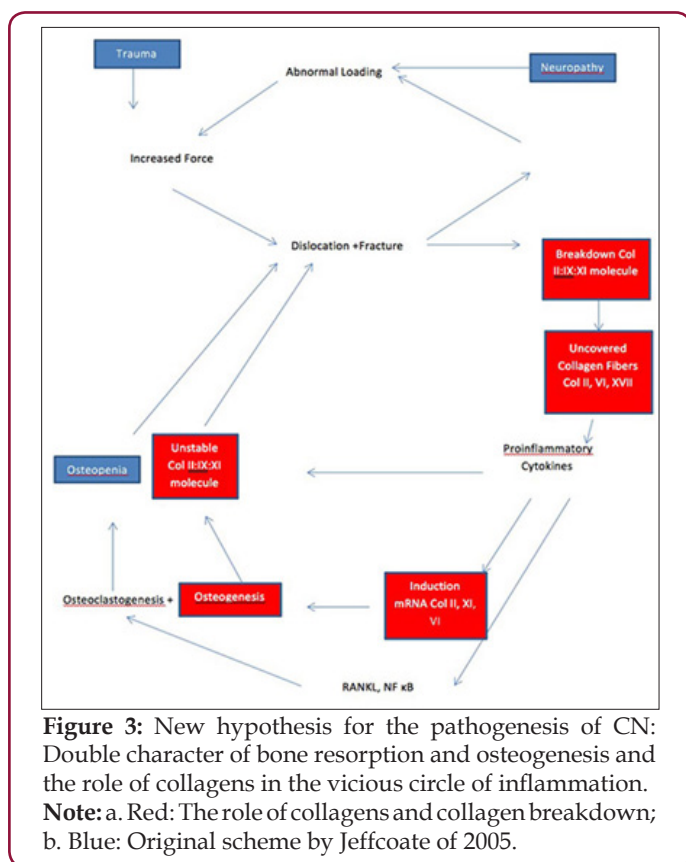 Trauma
Abnormal Loading
Neuropathy
Increased Force
Dislocation +Fracture
Breakdown Col
II:IX:XI molecule
Uncovered
Collagen Fibers
Col II, VI, XVII
Proinflammatory
Cytokines
Unstable
Col II:IX:XI
molecule
Osteopenia
Induction
mRNA Col II, XI,
VI
Osteoclastogenesis +
Osteogenesis
RANKL, NF κB
Figure 3: New hypothesis for the pathogenesis of CN:
Double character of bone resorption and osteogenesis and
the role of collagens in the vicious circle of inflammation.
Note: a. Red: The role of collagens and collagen breakdown;
b. Blue: Original scheme by Jeffcoate of 2005.